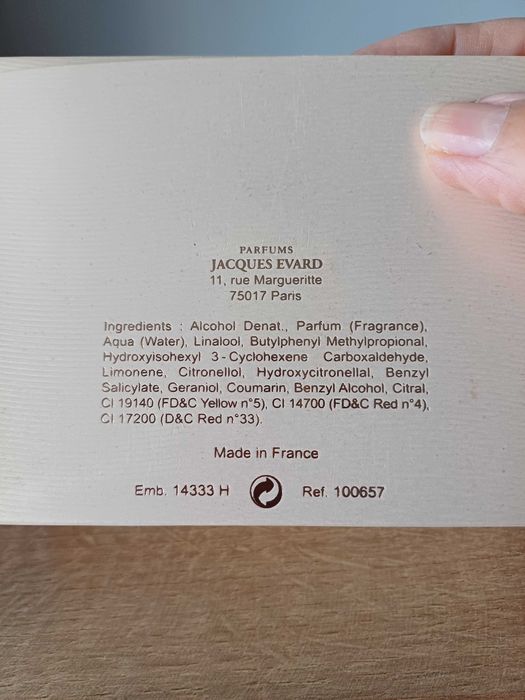 PARFUMS
JACQUES EVARD
11, rue Margueritte
75017 Paris
Ingredients : Alcohol Denat., Parfum (Fragrance),
Aqua (Water), Linalool, Butylphenyl Methylpropional,
Hydroxyisohexyl 3-Cyclohexene Carboxaldehyde,
Limonene, Citronellol, Hydroxycitronellal, Benzyl
Salicylate, Geraniol, Coumarin, Benzyl Alcohol, Citral,
CI 19140 (FD&C Yellow n°5), CI 14700 (FD&C Red n°4),
CI 17200 (D&C Red n°33).
Made in France
Emb. 14333 H Ref. 100657